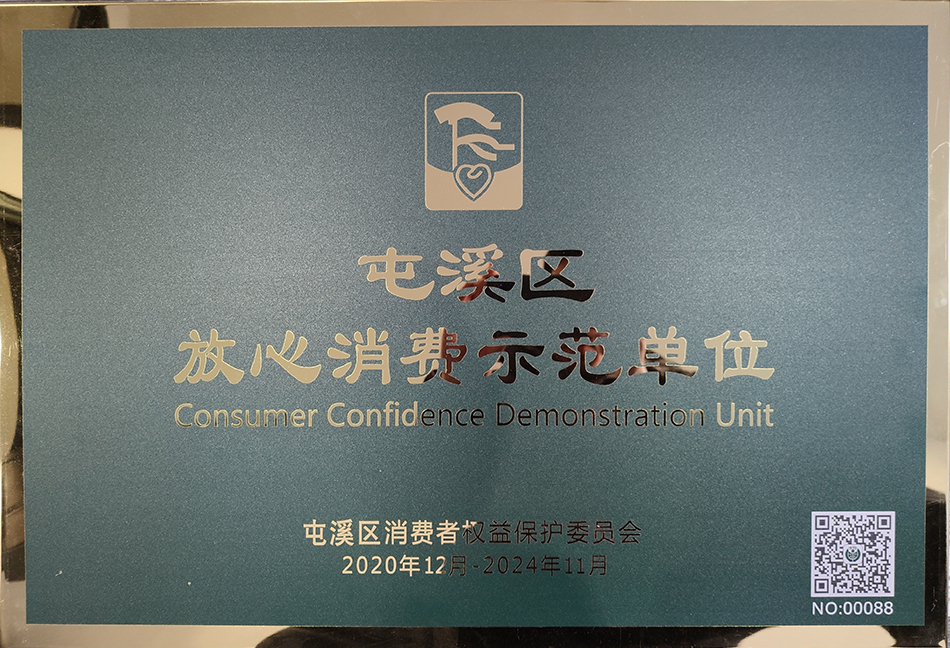 屯溪区
放心消费示范单位
Consumer Confidence Demonstration Unit
屯溪区消费者权益保护委员会
2020年12月-2024年11月
NO:00088